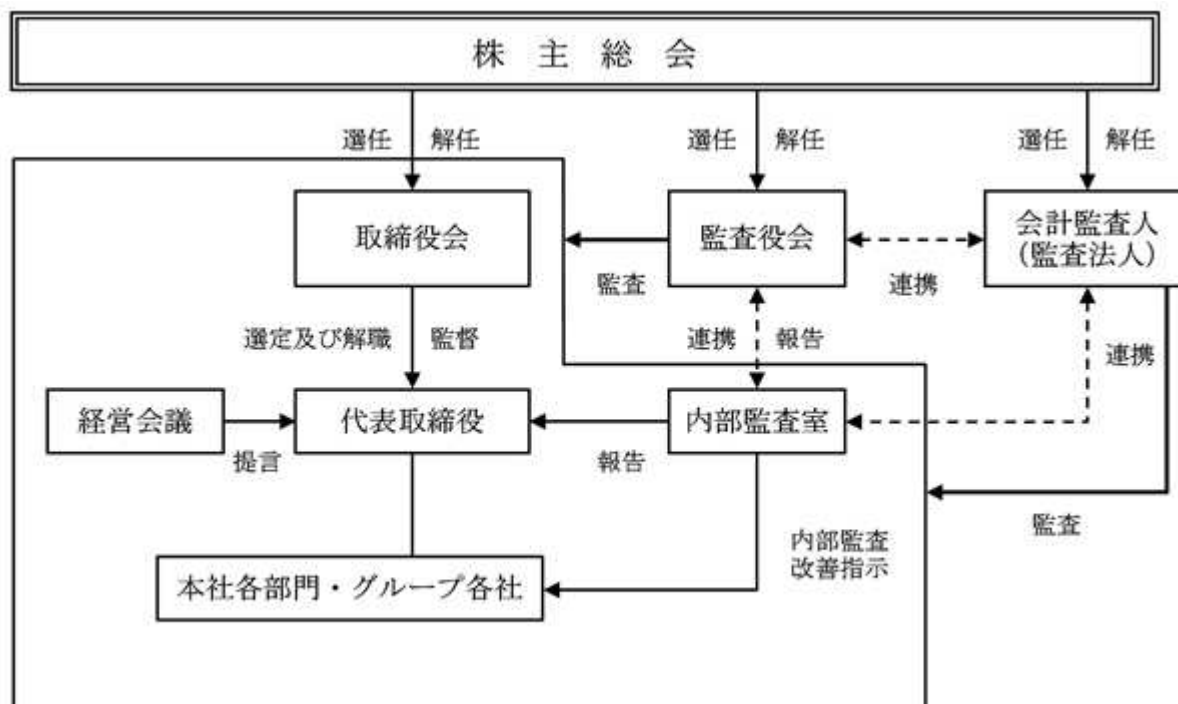 株　主　総　会
選任　解任
選任　解任
選任　解任
取締役会
監査役会
会計監査人
（監査法人）
監査
連携
選定及び解職　監督
連携　報告
連携
経営会議
代表取締役
内部監査室
提言
報告
監査
内部監査
改善指示
本社各部門・グループ各社